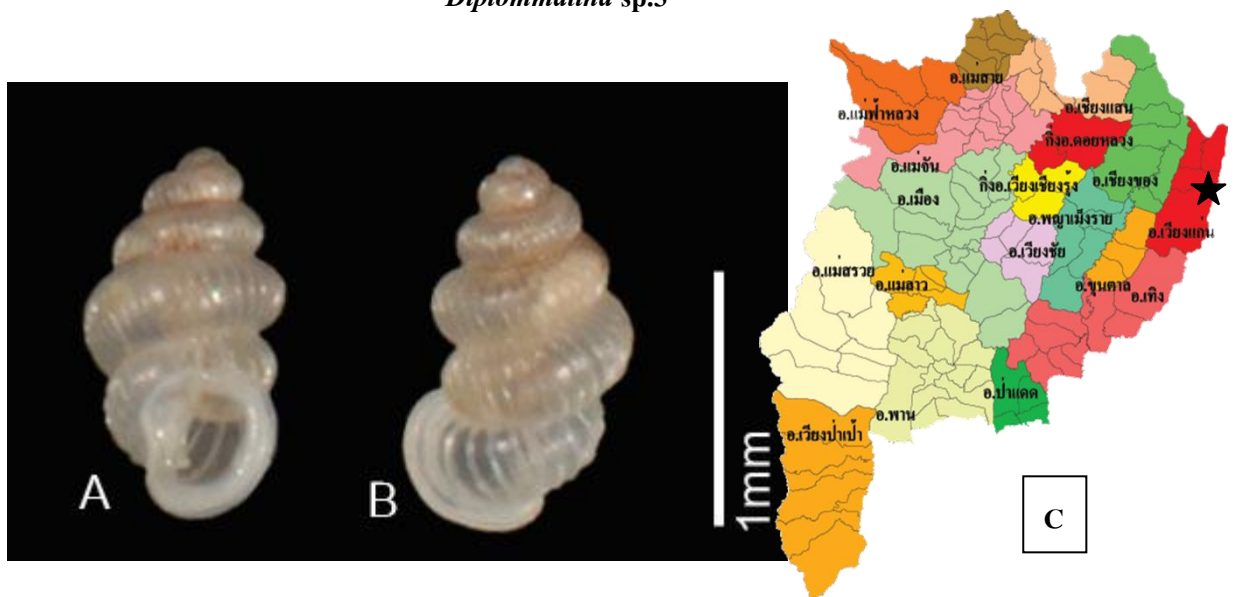 Diplommatina sp.3
อ.แม่สาย
อ.เชียงแสน
อ.แม่ฟ้าหลวง
กิ่งอ.ดอยหลวง
อ.แม่จัน
กิ่งอ.เวียงเชียงรุ้ง
อ.เชียงของ
อ.เมือง
อ.พญาเม็งราย
อ.เวียงแก่น
อ.เวียงชัย
อ.แม่สรวย
อ.แม่ลาว
อ.ขุนตาล
อ.เทิง
อ.ป่าแดด
อ.พาน
อ.เวียงป่าเป้า
A
B
1mm
C